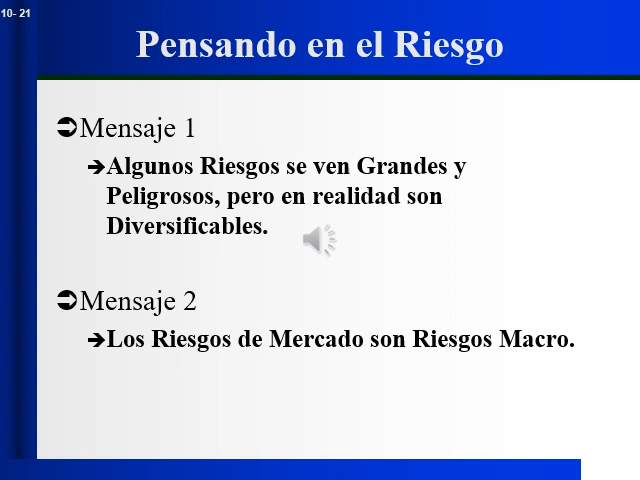 10- 21
Pensando en el Riesgo
Mensaje 1
Algunos Riesgos se ven Grandes y
Peligrosos, pero en realidad son
Diversificables.
Mensaje 2
Los Riesgos de Mercado son Riesgos Macro.